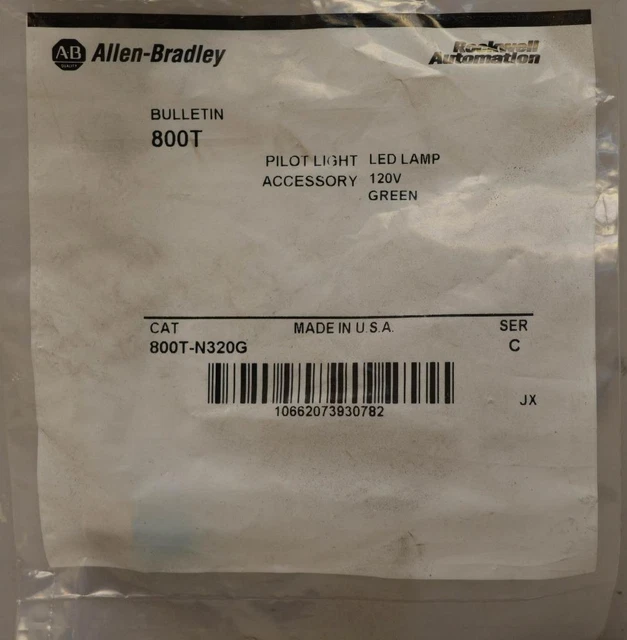 AB
QUALITY
Allen-Bradley
Rockwell
Automation
BULLETIN
800T
PILOT LIGHT LED LAMP
ACCESSORY 120V
GREEN
CAT MADE IN U.S.A. SER
800T-N320G C
10662073930782
JX